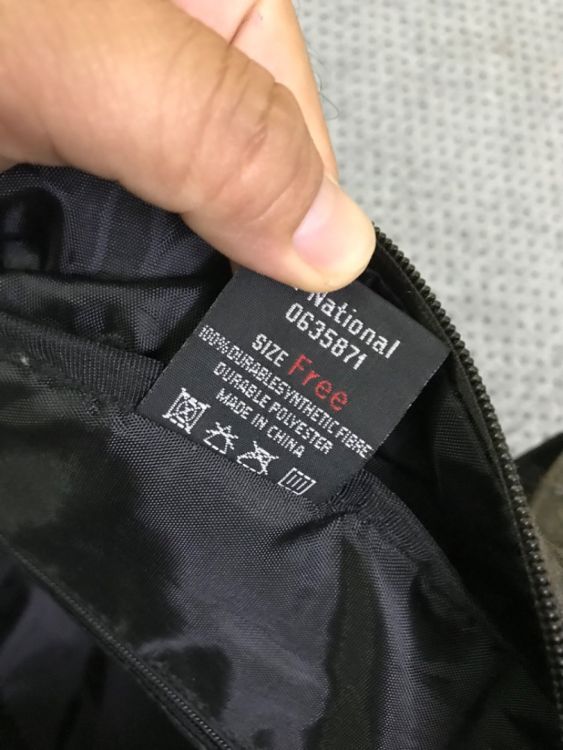 National
0635871
SIZE Free
100%DURABLESYNTHETIC FIBRE
DURABLE POLYESTER
MADE IN CHINA